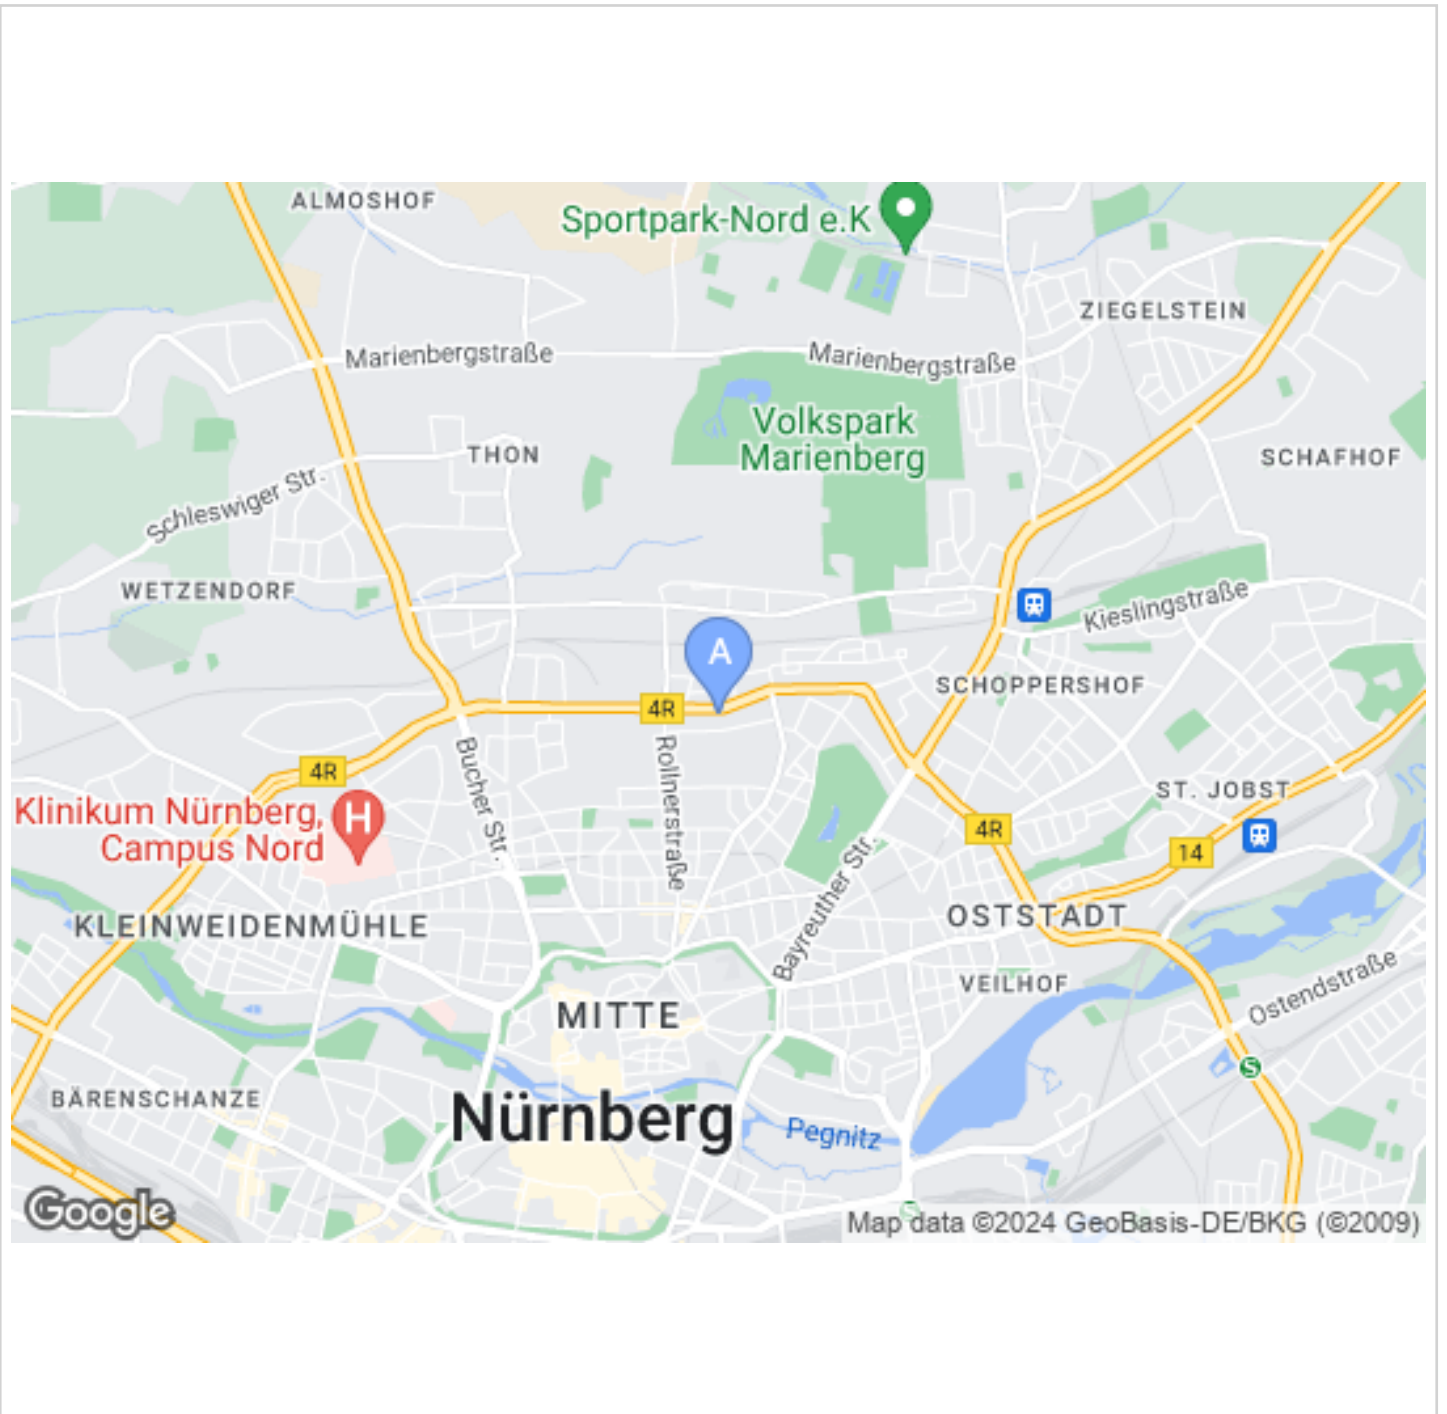 ALMOSHOF
Sportpark-Nord e.K
ZIEGELSTEIN
Marienbergstraße
Marienbergstraße
Volkspark
Marienberg
THON
SCHAFHOF
Schleswiger Str.
WETZENDORF
Kieslingstraße
A
SCHOPPERSHOF
4R
4R
Bucher Str.
Rollnerstraße
ST. JOBST
Klinikum Nürnberg,
Campus Nord
H
4R
14
Bayreuther Str.
KLEINWEIDENMÜHLE
OSTSTADT
VEILHOF
Ostendstraße
MITTE
S
BÄRENSCHANZE
Nürnberg
Pegnitz
S
Google
Map data ©2024 GeoBasis-DE/BKG (©2009)